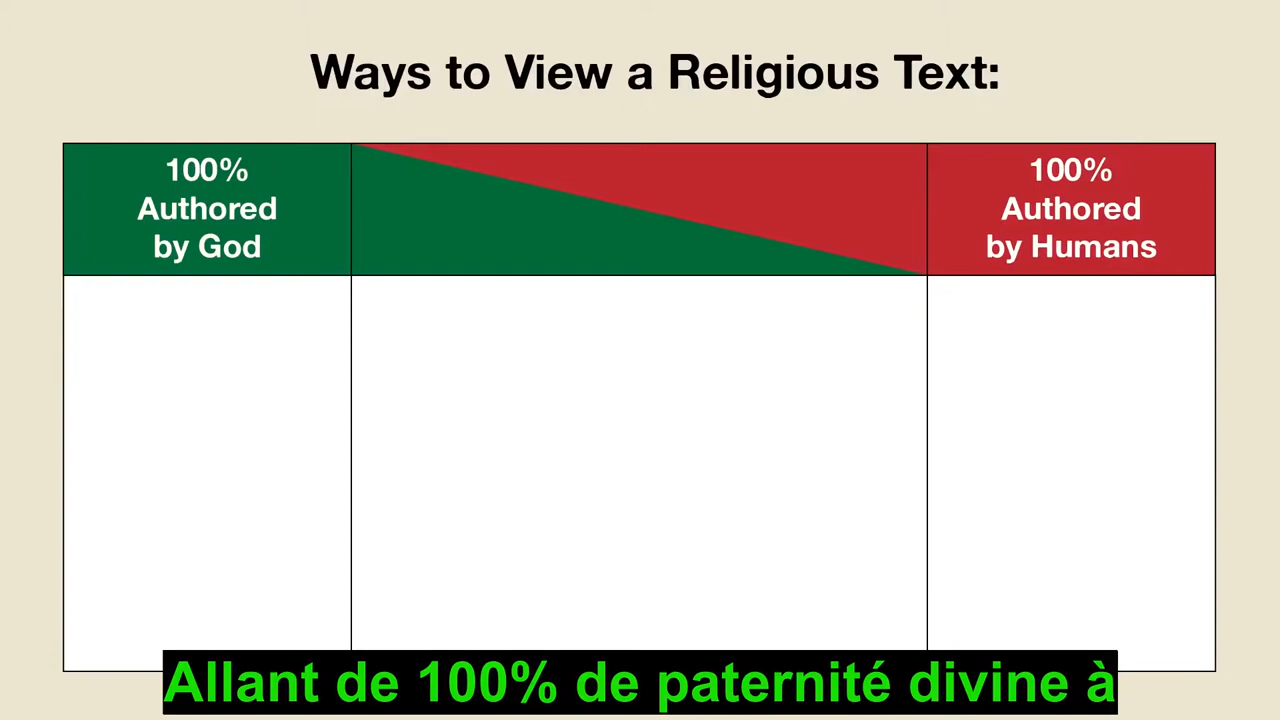 Ways to View a Religious Text:
100%
Authored
by God
100%
Authored
by Humans
Allant de 100% de paternité divine à